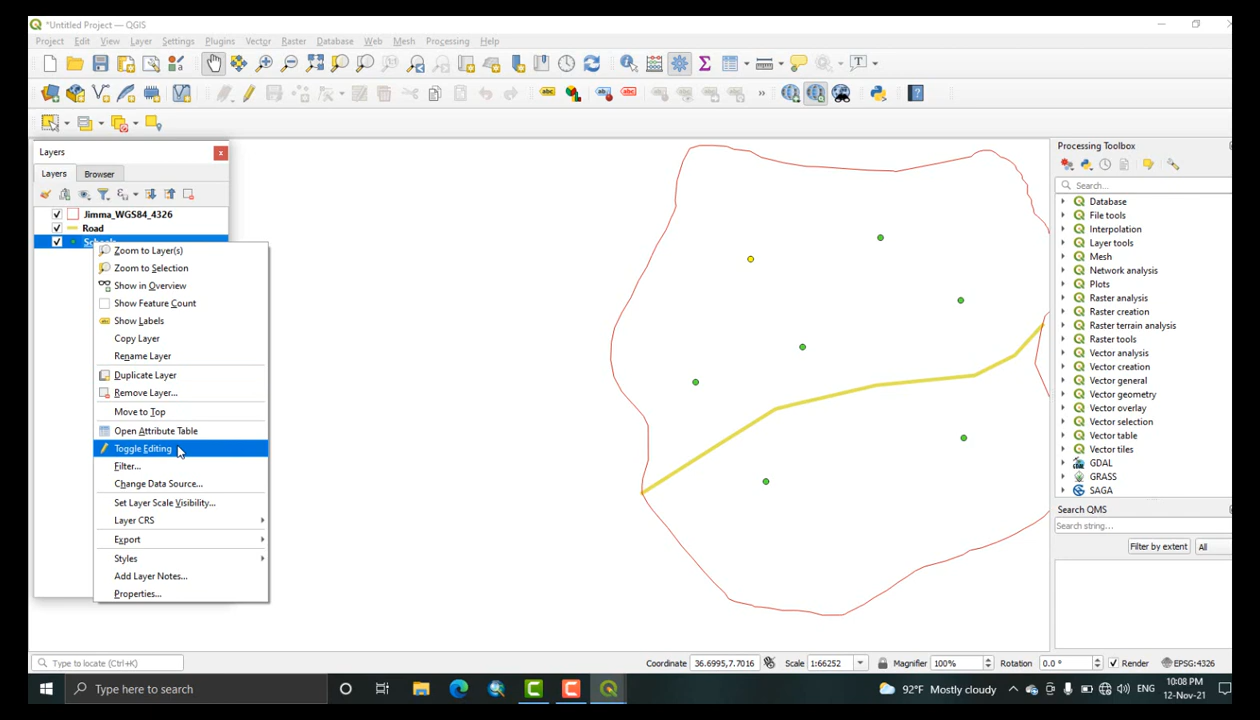 *Untitled Project — QGIS
Project Edit View Layer Settings Plugins Vector Raster Database Web Mesh Processing Help
Layers
Layers Browser
Jimma_WGS84_4326
Road
Schools
Zoom to Layer(s)
Zoom to Selection
Show in Overview
Show Feature Count
Show Labels
Copy Layer
Rename Layer
Duplicate Layer
Remove Layer...
Move to Top
Open Attribute Table
Toggle Editing
Filter...
Change Data Source...
Set Layer Scale Visibility...
Layer CRS
Export
Styles
Add Layer Notes...
Properties...
Processing Toolbox
Search...
Database
File tools
Interpolation
Layer tools
Mesh
Network analysis
Plots
Raster analysis
Raster creation
Raster terrain analysis
Raster tools
Vector analysis
Vector creation
Vector general
Vector geometry
Vector overlay
Vector selection
Vector table
Vector tiles
GDAL
GRASS
SAGA
Search QMS
Search string...
Filter by extent All
Type to locate (Ctrl+K) Coordinate 36.6995,7.7016 Scale 1:66252 Magnifier 100% Rotation 0.0 ° Render EPSG:4326
Type here to search 92°F Mostly cloudy ENG 10:08 PM
12-Nov-21